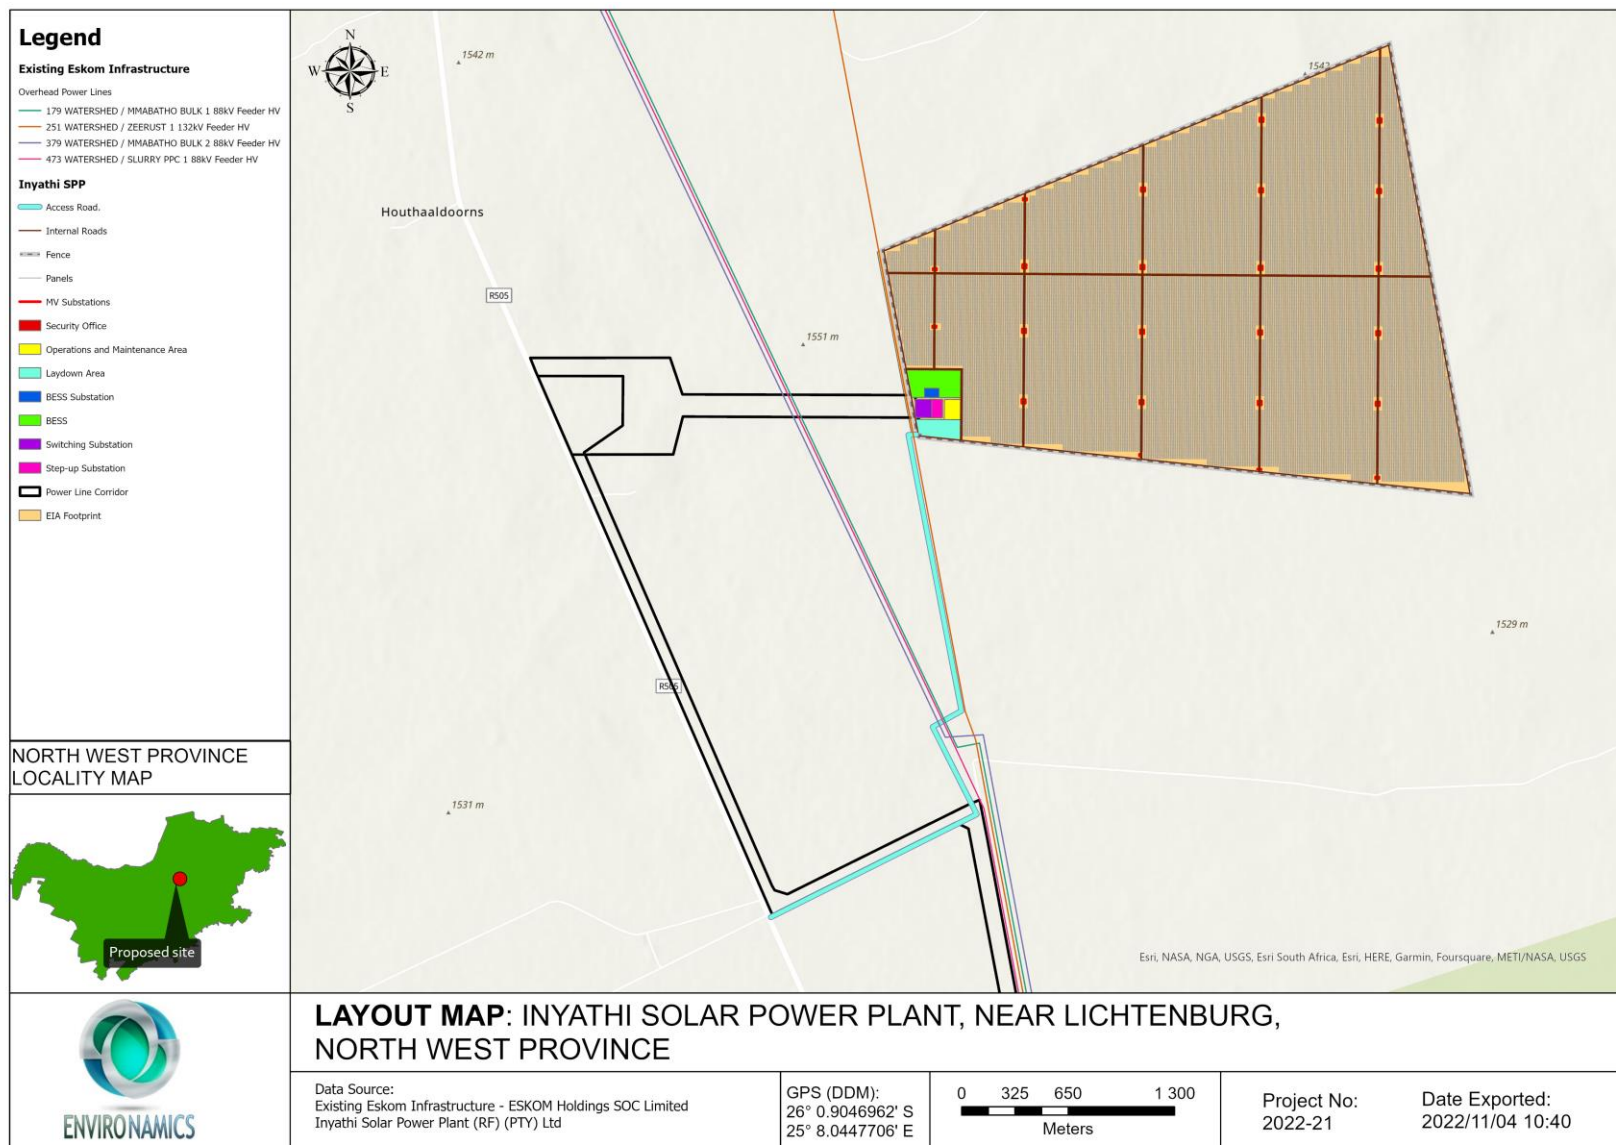 Legend
Existing Eskom Infrastructure
Overhead Power Lines
179 WATERSHED / MMABATHO BULK 1 88kV Feeder HV
251 WATERSHED / ZEERUST 1 132kV Feeder HV
379 WATERSHED / MMABATHO BULK 2 88kV Feeder HV
473 WATERSHED / SLURRY PPC 1 88kV Feeder HV
Inyathi SPP
Access Road.
Internal Roads
Fence
Panels
MV Substations
Security Office
Operations and Maintenance Area
Laydown Area
BESS Substation
BESS
Switching Substation
Step-up Substation
Power Line Corridor
EIA Footprint
N
W E
S
1542 m
1542
Houthaaldoorns
R505
1551 m
1529 m
R505
1531 m
Esri, NASA, NGA, USGS, Esri South Africa, Esri, HERE, Garmin, Foursquare, METI/NASA, USGS
NORTH WEST PROVINCE
LOCALITY MAP
Proposed site
ENVIRONAMICS
LAYOUT MAP: INYATHI SOLAR POWER PLANT, NEAR LICHTENBURG,
NORTH WEST PROVINCE
Data Source:
Existing Eskom Infrastructure - ESKOM Holdings SOC Limited
Inyathi Solar Power Plant (RF) (PTY) Ltd
GPS (DDM):
26° 0.9046962' S
25° 8.0447706' E
0 325 650 1 300
Meters
Project No:
2022-21
Date Exported:
2022/11/04 10:40